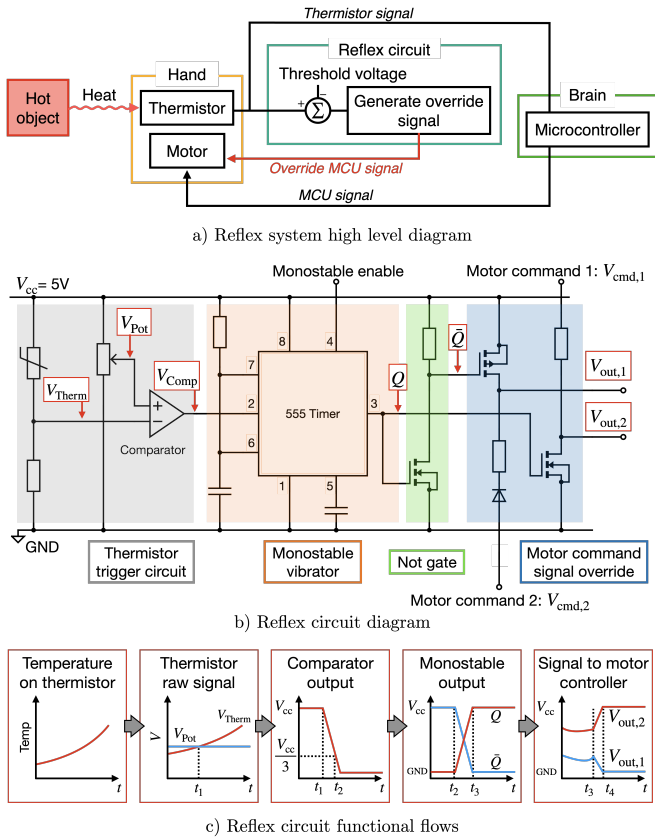 Thermistor signal
Reflex circuit
Hand
Threshold voltage
Brain
Hot object
Heat
Thermistor
+
−
Σ
Generate override signal
Microcontroller
Motor
Override MCU signal
MCU signal
a) Reflex system high level diagram
Vcc = 5V
Monostable enable
Motor command 1: Vcmd,1
VPot
8
4
Q̄
VTherm
VComp
7
Q
Vout,1
+
−
2
555 Timer
3
Vout,2
Comparator
6
1
5
GND
Thermistor trigger circuit
Monostable vibrator
Not gate
Motor command signal override
Motor command 2: Vcmd,2
b) Reflex circuit diagram
Temperature on thermistor
Temp
t
Thermistor raw signal
V
VPot
VTherm
t1
t
Comparator output
Vcc
Vcc
3
t1
t2
t
Monostable output
Vcc
GND
Q
Q̄
t2
t3
t
Signal to motor controller
Vcc
GND
Vout,2
Vout,1
t3
t4
t
c) Reflex circuit functional flows